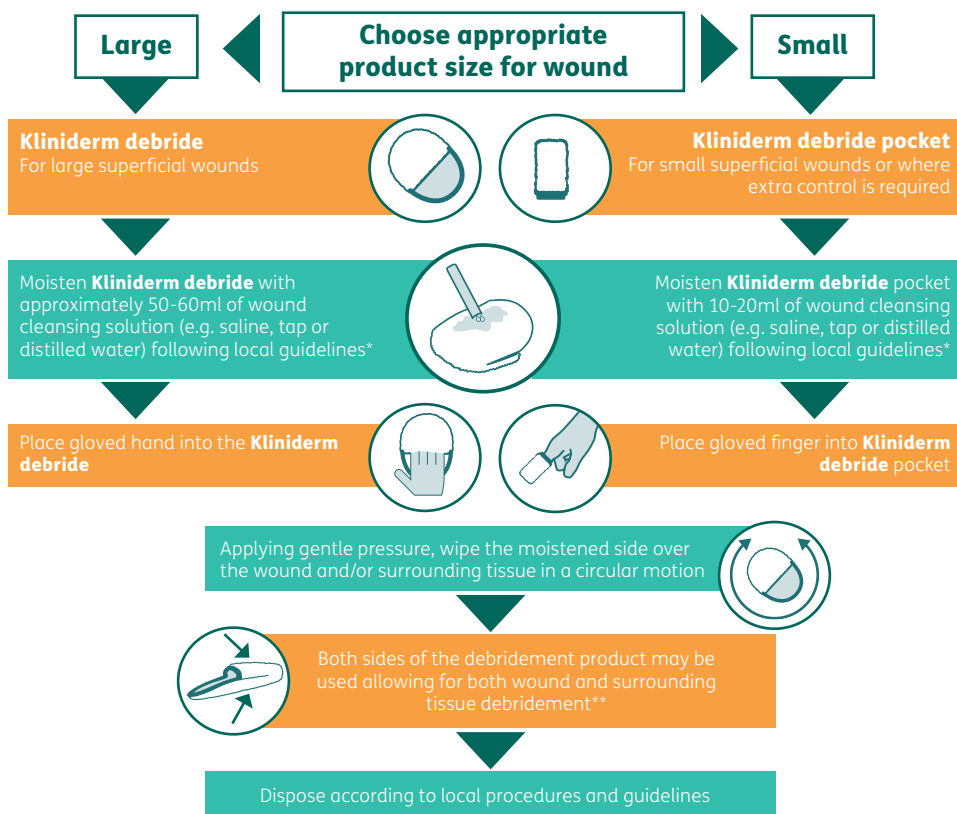 Large
Choose appropriate
product size for wound
Small
Kliniderm debride
For large superficial wounds
Kliniderm debride pocket
For small superficial wounds or where
extra control is required
Moisten Kliniderm debride with
approximately 50-60ml of wound
cleansing solution (e.g. saline, tap or
distilled water) following local guidelines*
Moisten Kliniderm debride pocket
with 10-20ml of wound cleansing
solution (e.g. saline, tap or distilled
water) following local guidelines*
Place gloved hand into the Kliniderm
debride
Place gloved finger into Kliniderm
debride pocket
Applying gentle pressure, wipe the moistened side over
the wound and/or surrounding tissue in a circular motion
Both sides of the debridement product may be
used allowing for both wound and surrounding
tissue debridement**
Dispose according to local procedures and guidelines